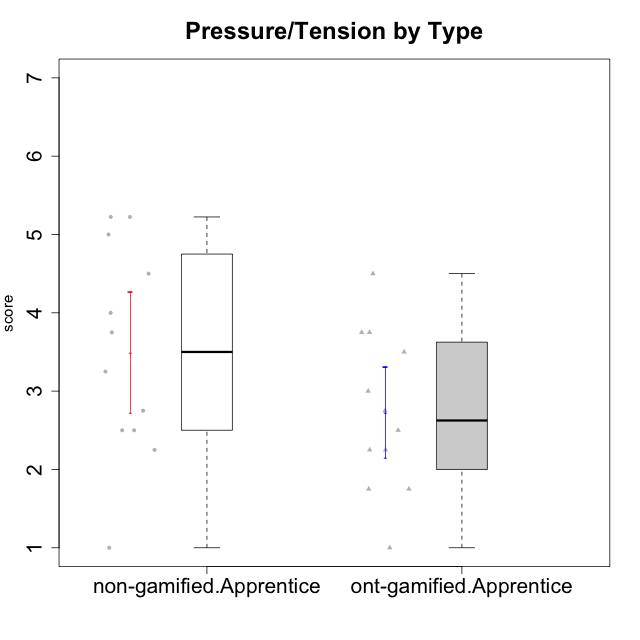 Pressure/Tension by Type
7
6
5
4
3
2
1
score
non-gamified.Apprentice
ont-gamified.Apprentice